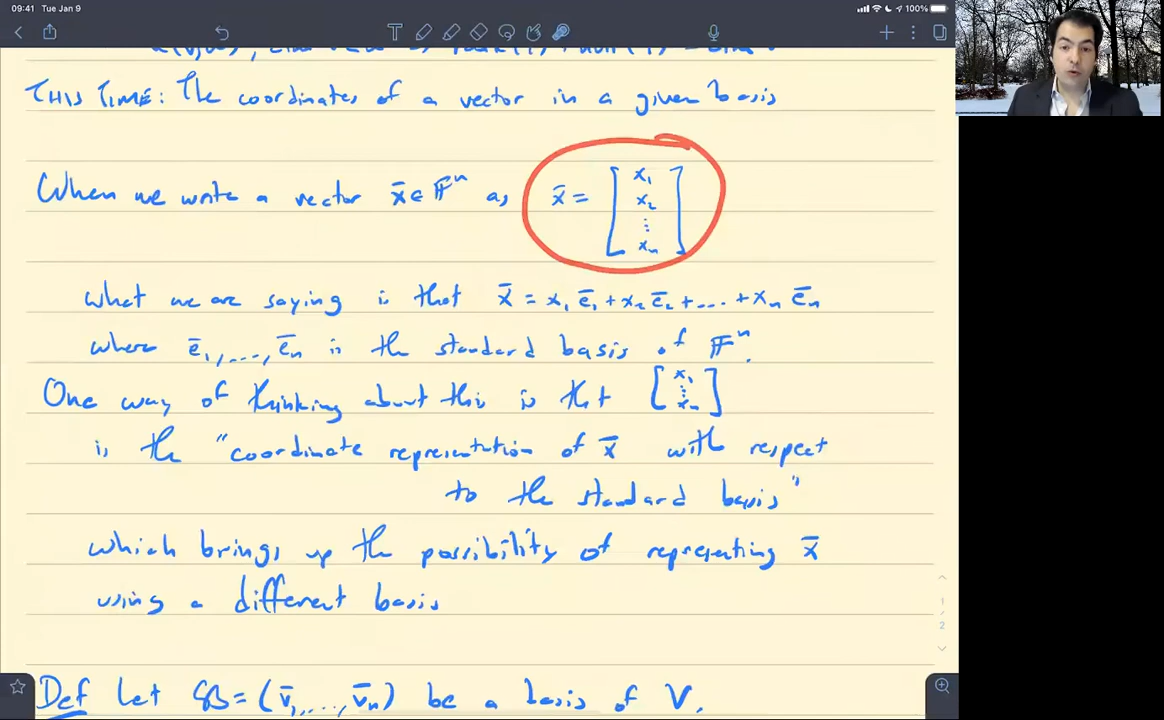 09:41 Tue Jan 9
100%
THIS TIME: The coordinates of a vector in a given basis
When we write a vector x̄ ∈ 𝔽ⁿ as x̄ = [x₁ x₂ ⋮ xₙ]
what we are saying is that x̄ = x₁ē₁ + x₂ē₂ + .... + xₙēₙ
where ē₁,....,ēₙ is the standard basis of 𝔽ⁿ.
One way of thinking about this is that [x₁ ⋮ xₙ]
is the "coordinate representation of x̄ with respect
to the standard basis"
which brings up the possibility of representing x̄
using a different basis
Def Let ℬ = (v̄₁,....,v̄ₙ) be a basis of V.
1 / 2